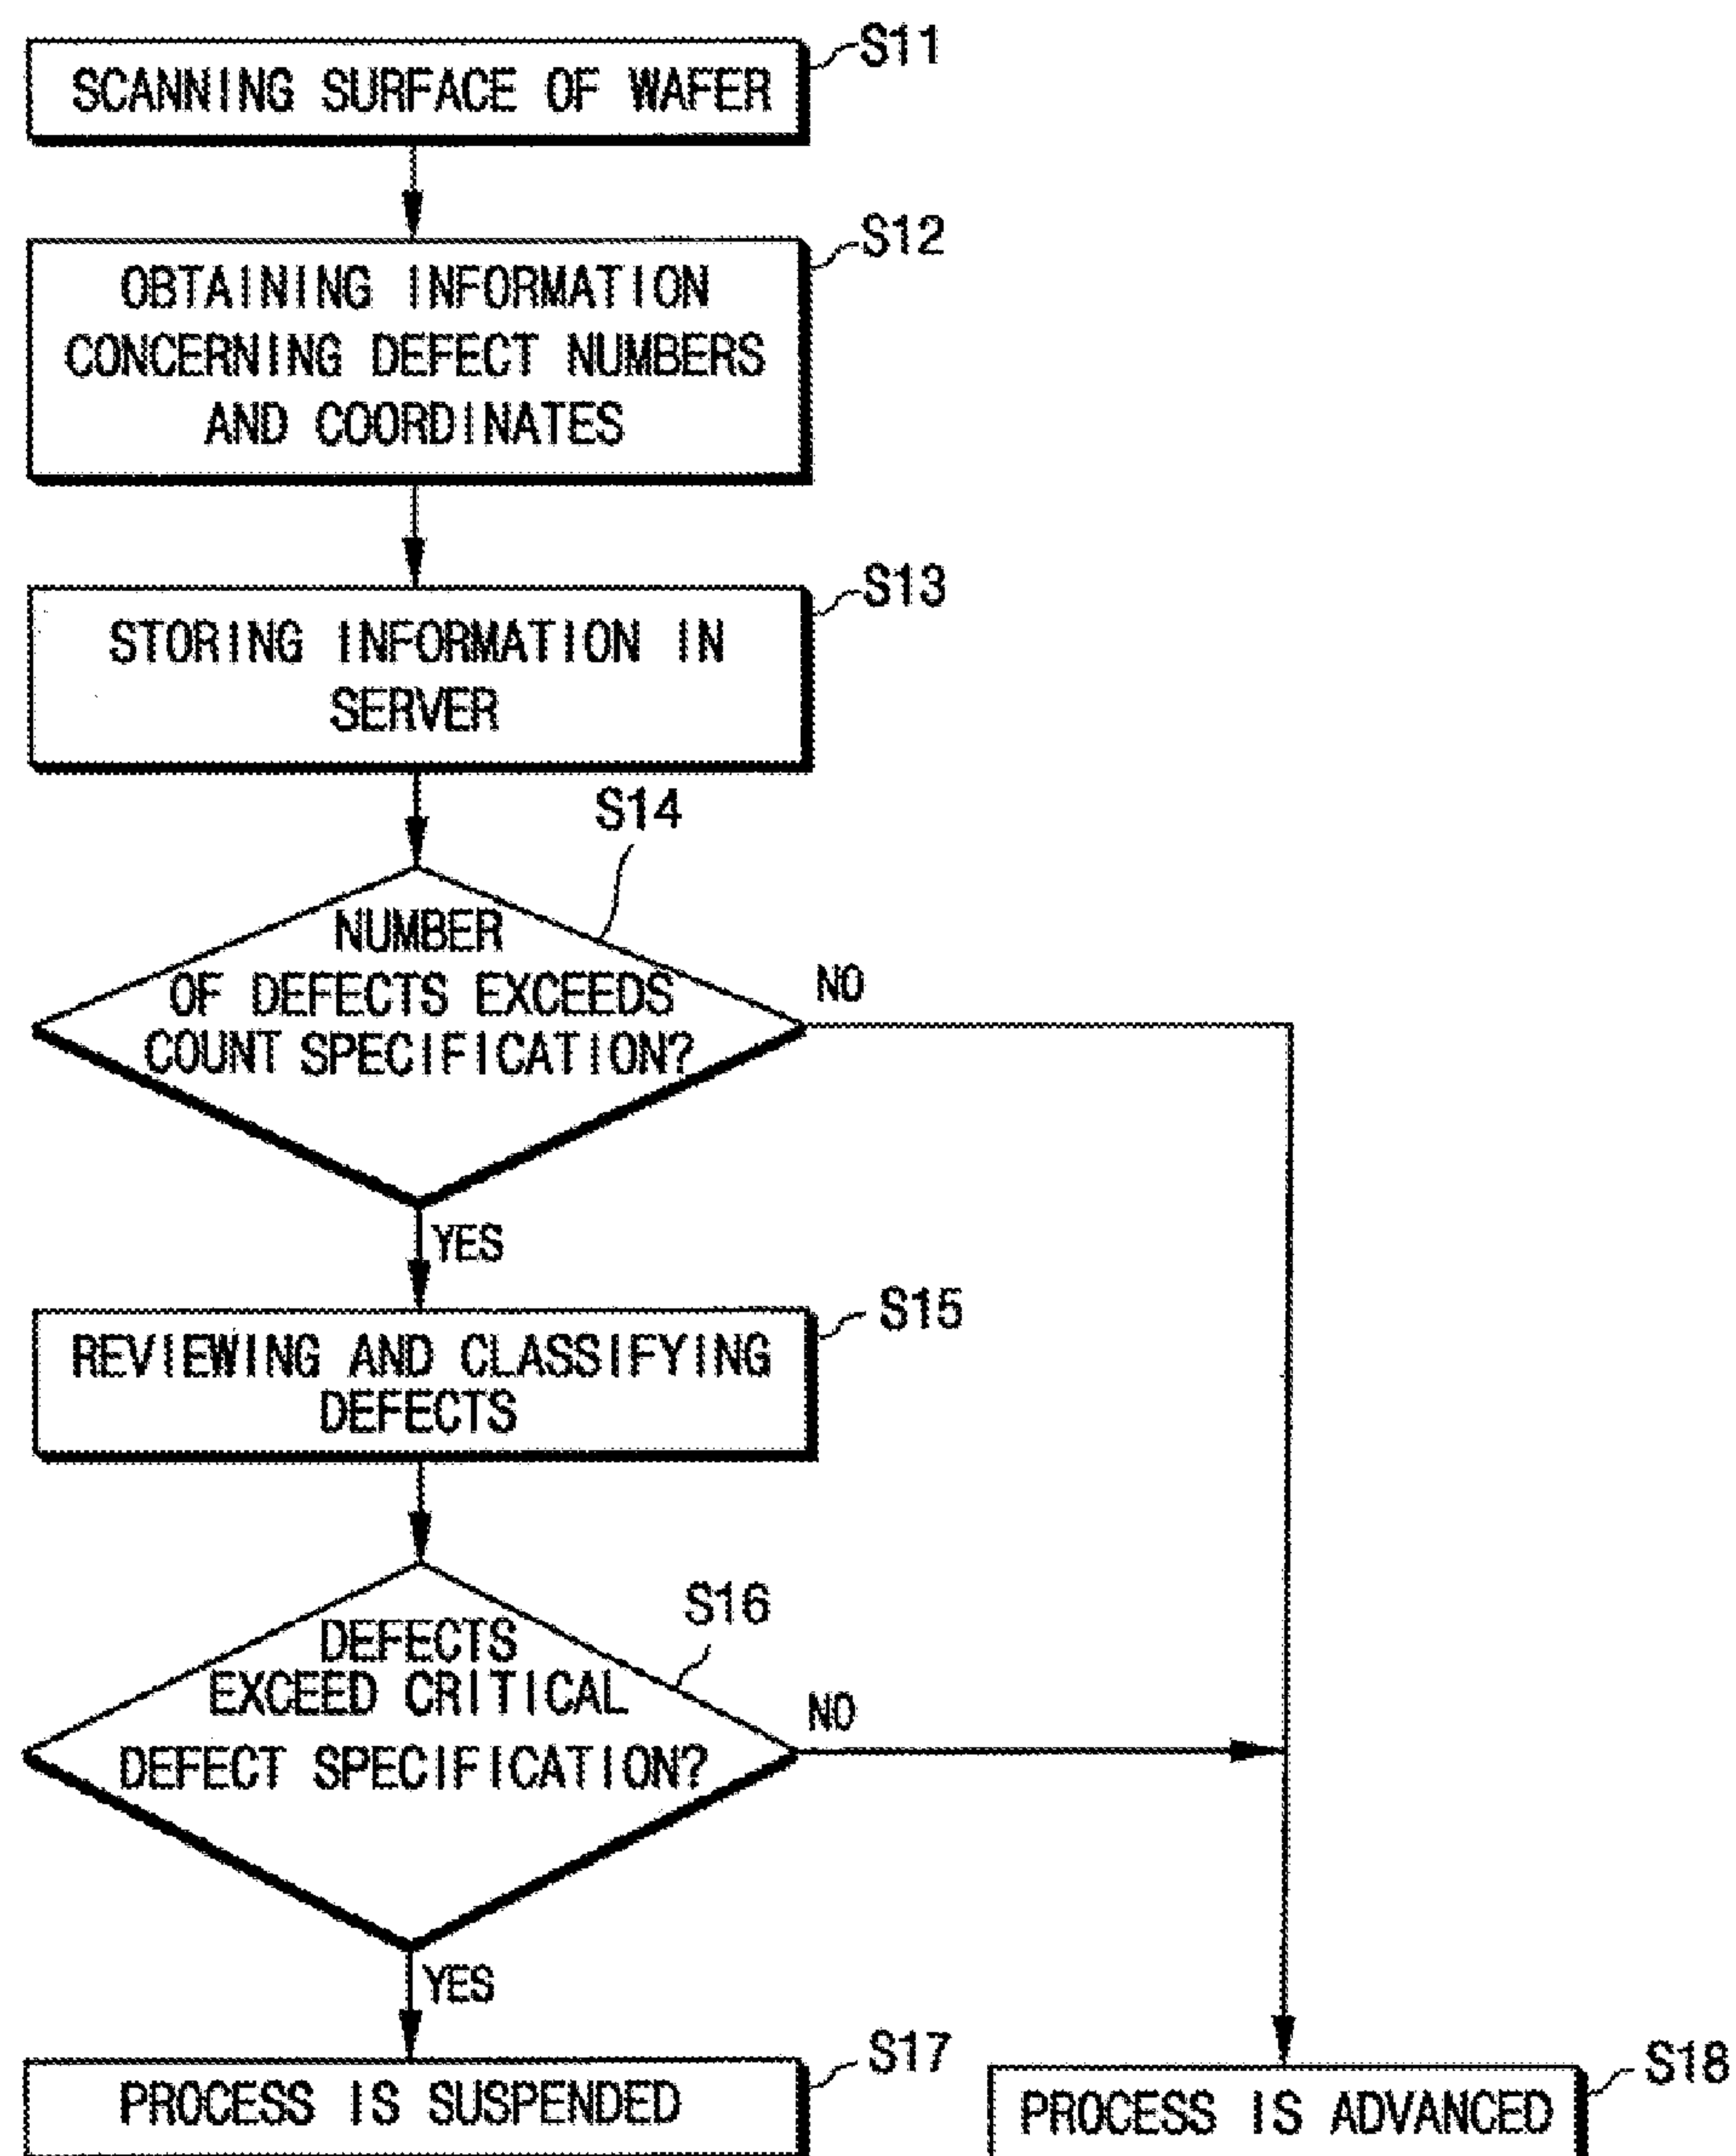 SCANNING SURFACE OF WAFER
S11
OBTAINING INFORMATION
CONCERNING DEFECT NUMBERS
AND COORDINATES
S12
STORING INFORMATION IN
SERVER
S13
S14
NUMBER
OF DEFECTS EXCEEDS
COUNT SPECIFICATION?
NO
YES
REVIEWING AND CLASSIFYING
DEFECTS
S15
DEFECTS
EXCEED CRITICAL
DEFECT SPECIFICATION?
S16
NO
YES
PROCESS IS SUSPENDED
S17
PROCESS IS ADVANCED
S18